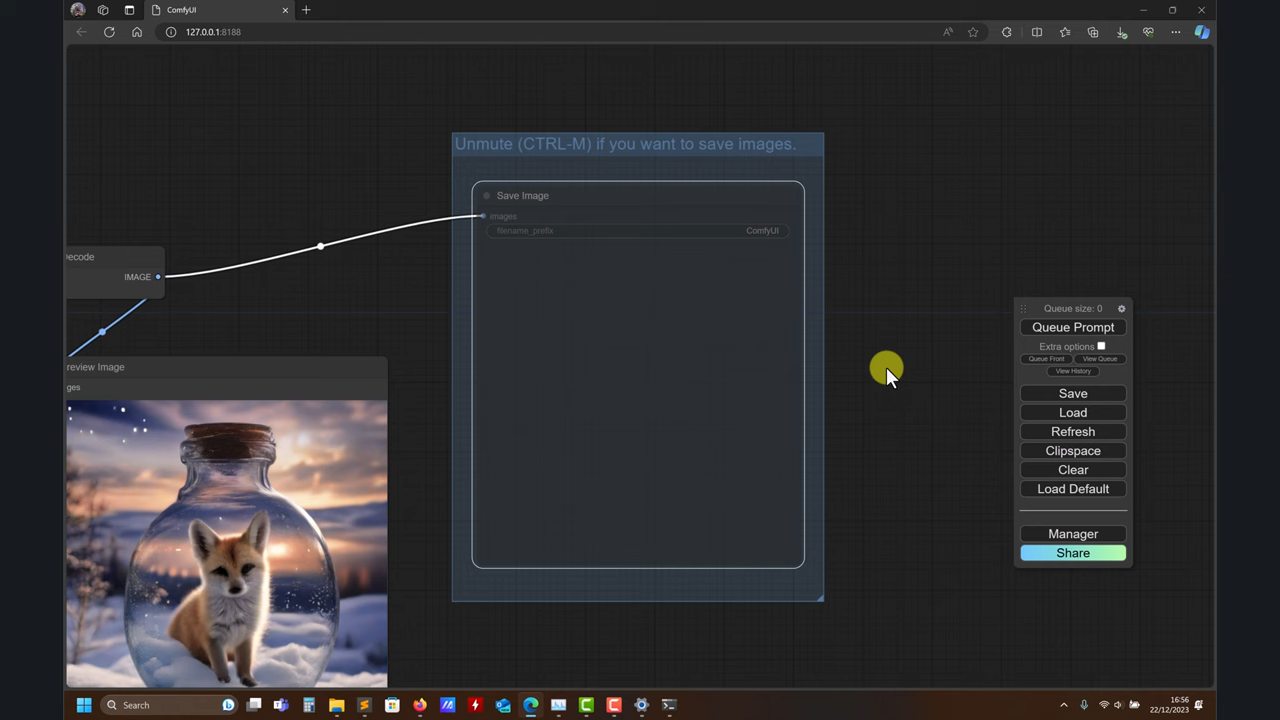 ComfyUI
127.0.0.1:8188
Unmute (CTRL-M) if you want to save images.
Save Image
images
filename_prefix ComfyUI
ecode
IMAGE
review Image
ges
Queue size: 0
Queue Prompt
Extra options
Queue Front View Queue
View History
Save
Load
Refresh
Clipspace
Clear
Load Default
Manager
Share
Search
16:56
22/12/2023